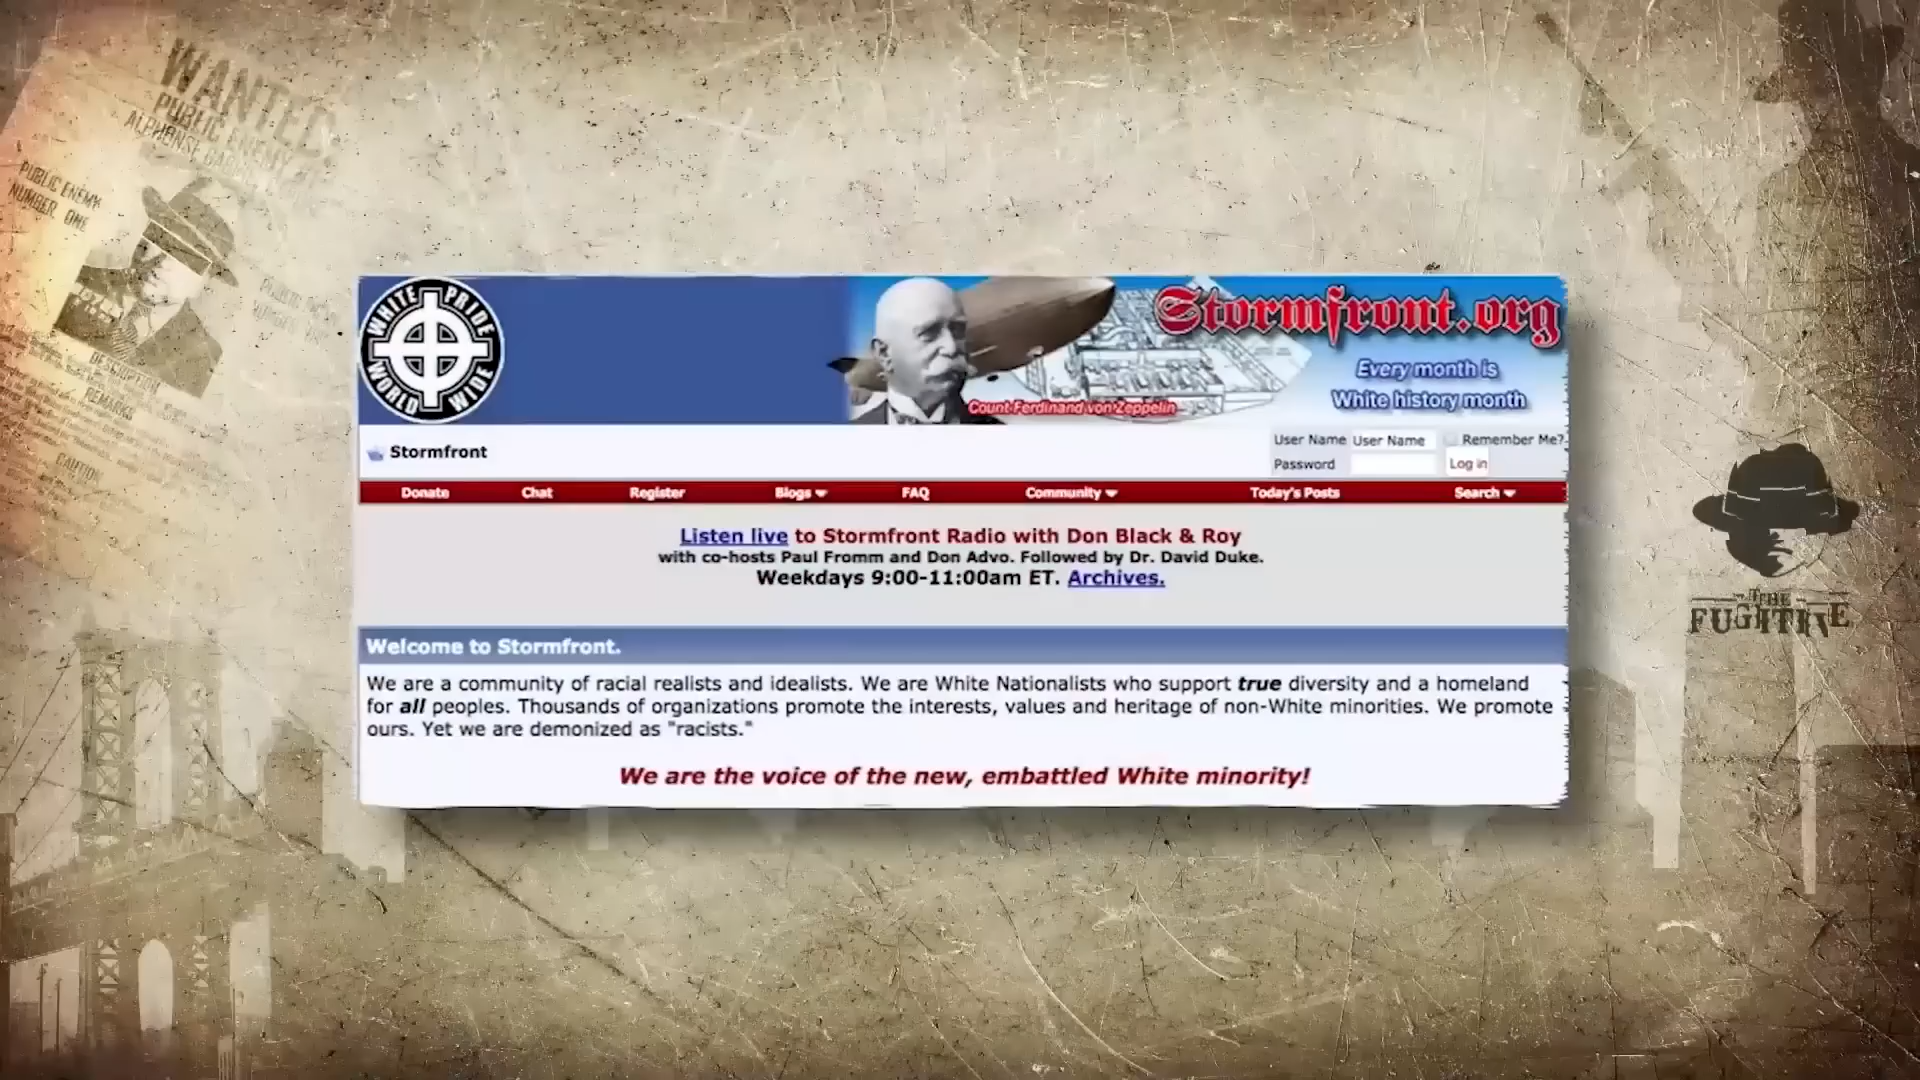 WANTED
PUBLIC ENEMY
PUBLIC ENEMY
NUMBER ONE
DESCRIPTION
REMARKS
CAUTION
WHITE PRIDE
WORLD WIDE
Count Ferdinand von Zeppelin
Stormfront.org
Every month is
White history month
Stormfront
User Name User Name Remember Me?
Password Log in
Donate Chat Register Blogs FAQ Community Today's Posts Search
Listen live to Stormfront Radio with Don Black & Roy
with co-hosts Paul Fromm and Don Advo. Followed by Dr. David Duke.
Weekdays 9:00-11:00am ET. Archives.
Welcome to Stormfront.
We are a community of racial realists and idealists. We are White Nationalists who support true diversity and a homeland
for all peoples. Thousands of organizations promote the interests, values and heritage of non-White minorities. We promote
ours. Yet we are demonized as "racists."
We are the voice of the new, embattled White minority!
THE
FUGITIVE